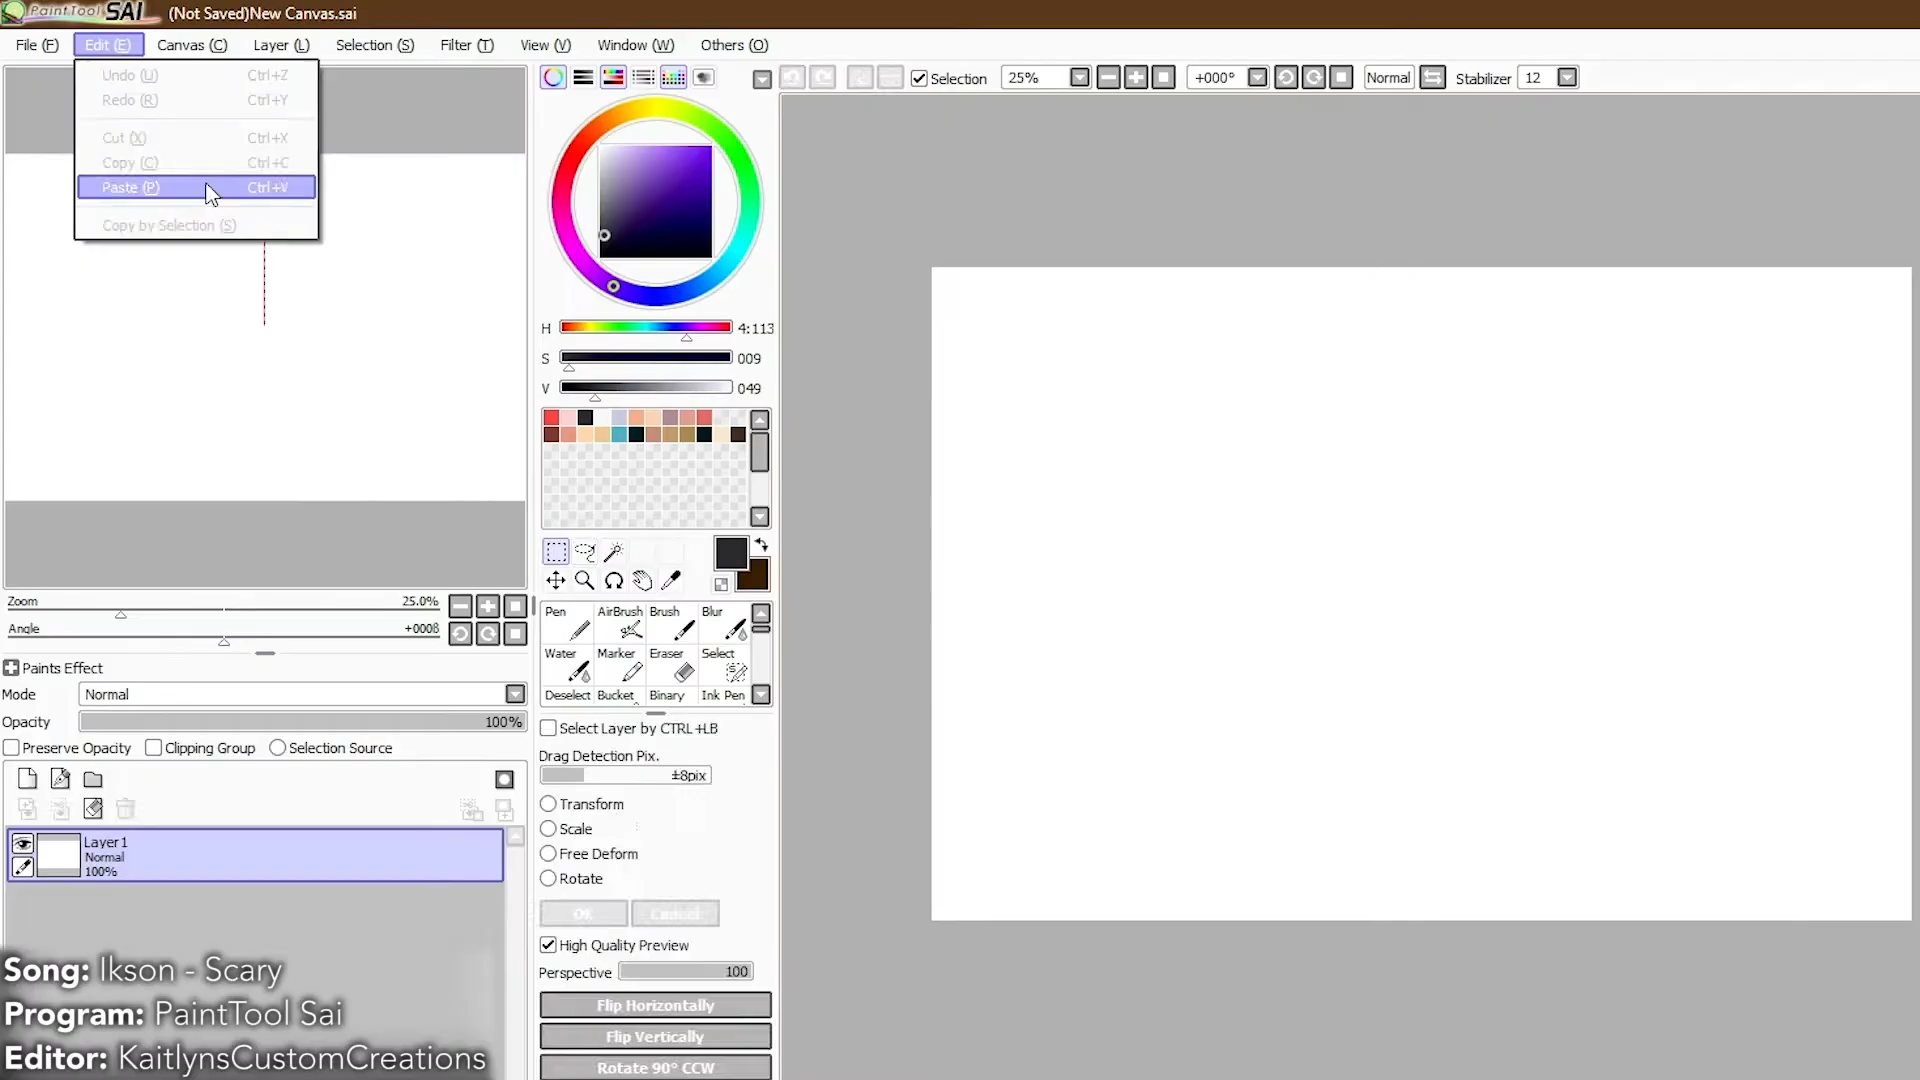 PaintTool SAI (Not Saved)New Canvas.sai
File (F) Edit (E) Canvas (C) Layer (L) Selection (S) Filter (T) View (V) Window (W) Others (O)
Undo (U) Ctrl+Z
Redo (R) Ctrl+Y
Cut (X) Ctrl+X
Copy (C) Ctrl+C
Paste (P) Ctrl+V
Copy by Selection (S)
Selection 25% +000° Normal Stabilizer 12
H 4:113
S 009
V 049
Zoom 25.0%
Angle +000ß
Paints Effect
Mode Normal
Opacity 100%
Preserve Opacity Clipping Group Selection Source
Layer1
Normal
100%
Pen AirBrush Brush Blur
Water Marker Eraser Select
Deselect Bucket Binary Ink Pen
Select Layer by CTRL+LB
Drag Detection Pix.
±8pix
Transform
Scale
Free Deform
Rotate
OK Cancel
High Quality Preview
Perspective 100
Flip Horizontally
Flip Vertically
Rotate 90° CCW
Song: Ikson - Scary
Program: PaintTool Sai
Editor: KaitlynsCustomCreations